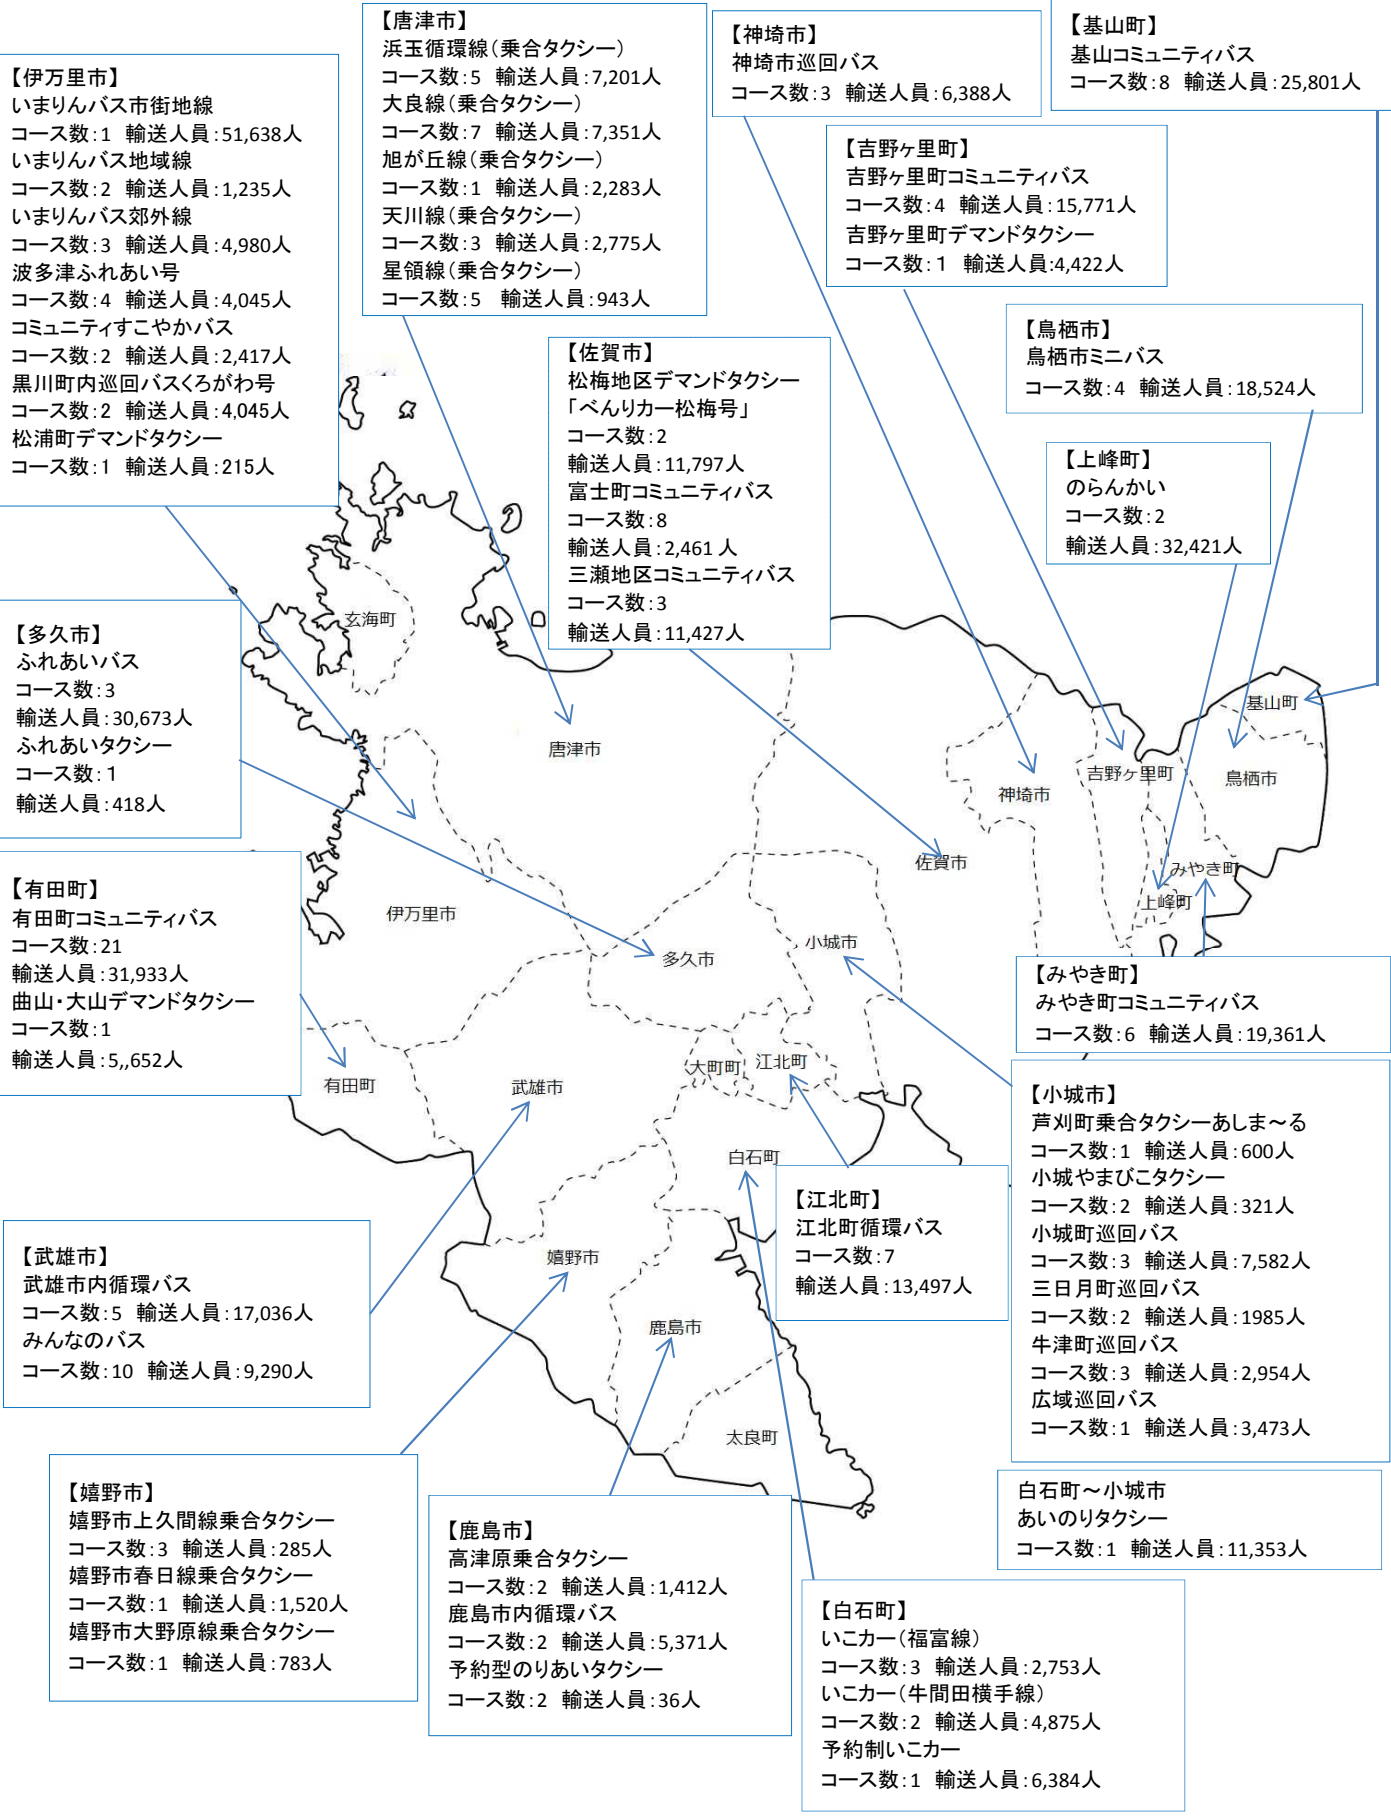 【伊万里市】
いまりんバス市街地線
コース数:1 輸送人員:51,638人
いまりんバス地域線
コース数:2 輸送人員:1,235人
いまりんバス郊外線
コース数:3 輸送人員:4,980人
波多津ふれあい号
コース数:4 輸送人員:4,045人
コミュニティすこやかバス
コース数:2 輸送人員:2,417人
黒川町内巡回バスくろがわ号
コース数:2 輸送人員:4,045人
松浦町デマンドタクシー
コース数:1 輸送人員:215人
【唐津市】
浜玉循環線(乗合タクシー)
コース数:5 輸送人員:7,201人
大良線(乗合タクシー)
コース数:7 輸送人員:7,351人
旭が丘線(乗合タクシー)
コース数:1 輸送人員:2,283人
天川線(乗合タクシー)
コース数:3 輸送人員:2,775人
星領線(乗合タクシー)
コース数:5 輸送人員:943人
【神埼市】
神埼市巡回バス
コース数:3 輸送人員:6,388人
【基山町】
基山コミュニティバス
コース数:8 輸送人員:25,801人
【吉野ヶ里町】
吉野ヶ里町コミュニティバス
コース数:4 輸送人員:15,771人
吉野ヶ里町デマンドタクシー
コース数:1 輸送人員:4,422人
【鳥栖市】
鳥栖市ミニバス
コース数:4 輸送人員:18,524人
【佐賀市】
松梅地区デマンドタクシー
「べんりカー松梅号」
コース数:2
輸送人員:11,797人
富士町コミュニティバス
コース数:8
輸送人員:2,461人
三瀬地区コミュニティバス
コース数:3
輸送人員:11,427人
【上峰町】
のらんかい
コース数:2
輸送人員:32,421人
【多久市】
ふれあいバス
コース数:3
輸送人員:30,673人
ふれあいタクシー
コース数:1
輸送人員:418人
【有田町】
有田町コミュニティバス
コース数:21
輸送人員:31,933人
曲山・大山デマンドタクシー
コース数:1
輸送人員:5,,652人
玄海町
唐津市
基山町
吉野ヶ里町
鳥栖市
神埼市
佐賀市
みやき町
上峰町
伊万里市
小城市
多久市
大町町
江北町
有田町
武雄市
白石町
嬉野市
鹿島市
太良町
【みやき町】
みやき町コミュニティバス
コース数:6 輸送人員:19,361人
【小城市】
芦刈町乗合タクシーあしま~る
コース数:1 輸送人員:600人
小城やまびこタクシー
コース数:2 輸送人員:321人
小城町巡回バス
コース数:3 輸送人員:7,582人
三日月町巡回バス
コース数:2 輸送人員:1985人
牛津町巡回バス
コース数:3 輸送人員:2,954人
広域巡回バス
コース数:1 輸送人員:3,473人
【江北町】
江北町循環バス
コース数:7
輸送人員:13,497人
【武雄市】
武雄市内循環バス
コース数:5 輸送人員:17,036人
みんなのバス
コース数:10 輸送人員:9,290人
【嬉野市】
嬉野市上久間線乗合タクシー
コース数:3 輸送人員:285人
嬉野市春日線乗合タクシー
コース数:1 輸送人員:1,520人
嬉野市大野原線乗合タクシー
コース数:1 輸送人員:783人
【鹿島市】
高津原乗合タクシー
コース数:2 輸送人員:1,412人
鹿島市内循環バス
コース数:2 輸送人員:5,371人
予約型のりあいタクシー
コース数:2 輸送人員:36人
白石町~小城市
あいのりタクシー
コース数:1 輸送人員:11,353人
【白石町】
いこカー(福富線)
コース数:3 輸送人員:2,753人
いこカー(牛間田横手線)
コース数:2 輸送人員:4,875人
予約制いこカー
コース数:1 輸送人員:6,384人